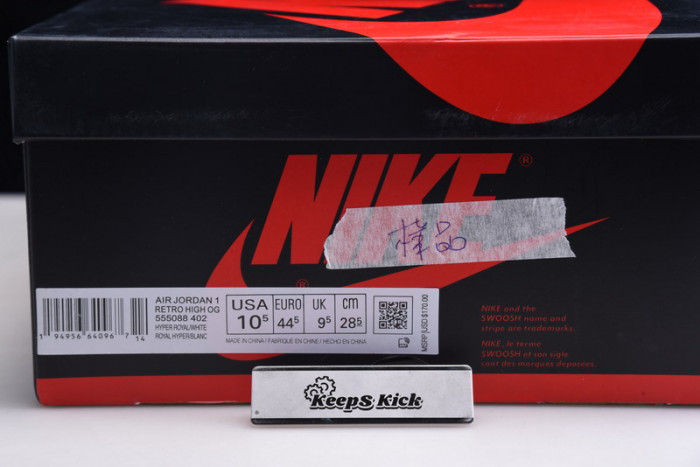 NIKE
NIKE®
®
样品
AIR JORDAN 1
RETRO HIGH OG
555088 402
HYPER ROYAL/WHITE
ROYAL HYPER/BLANC
1 94956 64096 7 14
USA
10⁵
EURO
44⁵
UK
9⁵
CM
28⁵
MADE IN CHINA / FABRIQUE EN CHINE / HECHO EN CHINA
MSRP|USD $170.00
NIKE and the
SWOOSH name and
stripe are trademarks.
NIKE, le terme
SWOOSH et son sigle
sont des marques deposees.
KeepS Kick